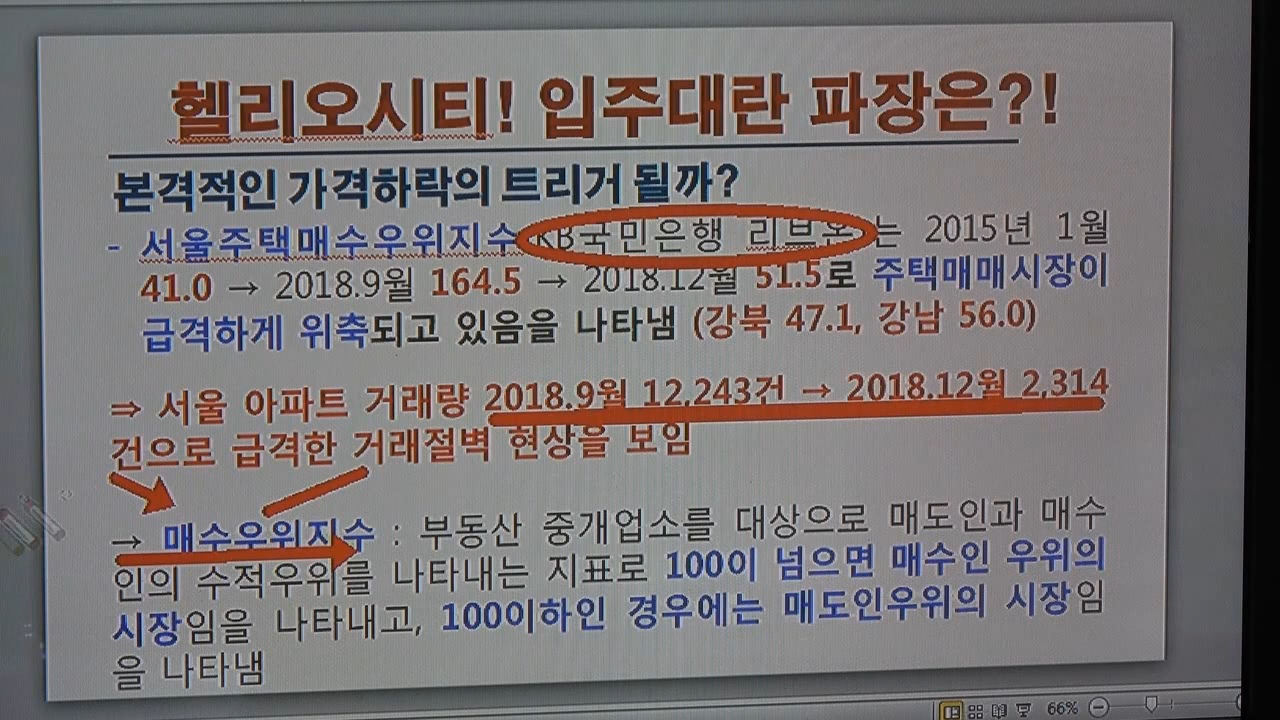 헬리오시티! 입주대란 파장은?!
본격적인 가격하락의 트리거 될까?
- 서울주택매수우위지수 KB국민은행 리브온 는 2015년 1월
41.0 → 2018.9월 164.5 → 2018.12월 51.5로 주택매매시장이
급격하게 위축되고 있음을 나타냄 (강북 47.1, 강남 56.0)
⇒ 서울 아파트 거래량 2018.9월 12,243건 → 2018.12월 2,314
건으로 급격한 거래절벽 현상을 보임
→ 매수우위지수 : 부동산 중개업소를 대상으로 매도인과 매수
인의 수적우위를 나타내는 지표로 100이 넘으면 매수인 우위의
시장임을 나타내고, 100이하인 경우에는 매도인우위의 시장임
을 나타냄
66%